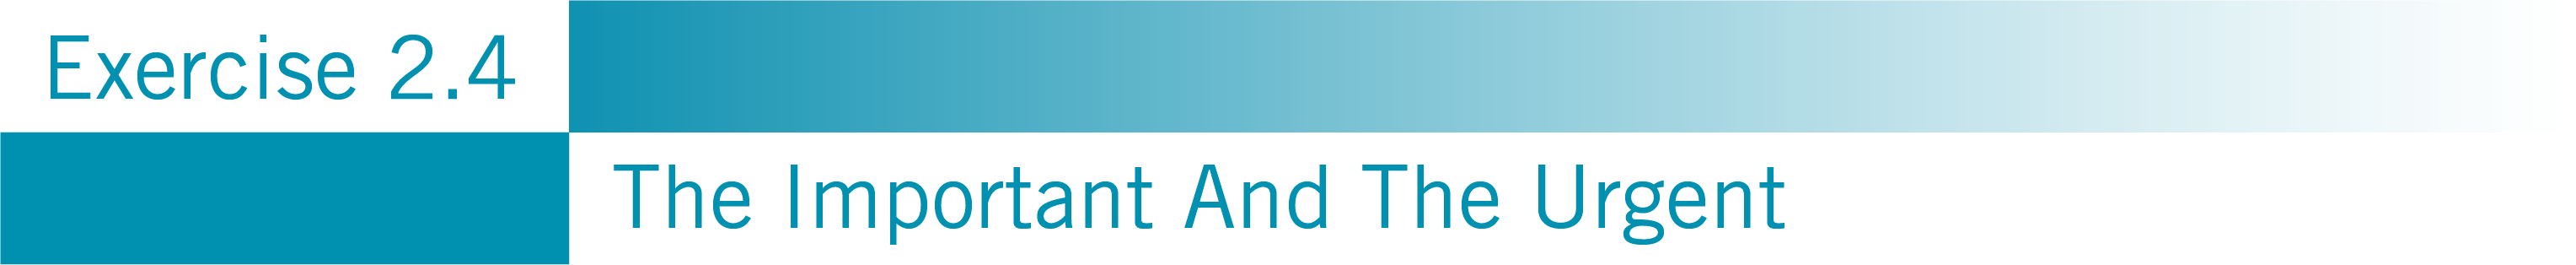 Exercise 2.4
The Important And The Urgent